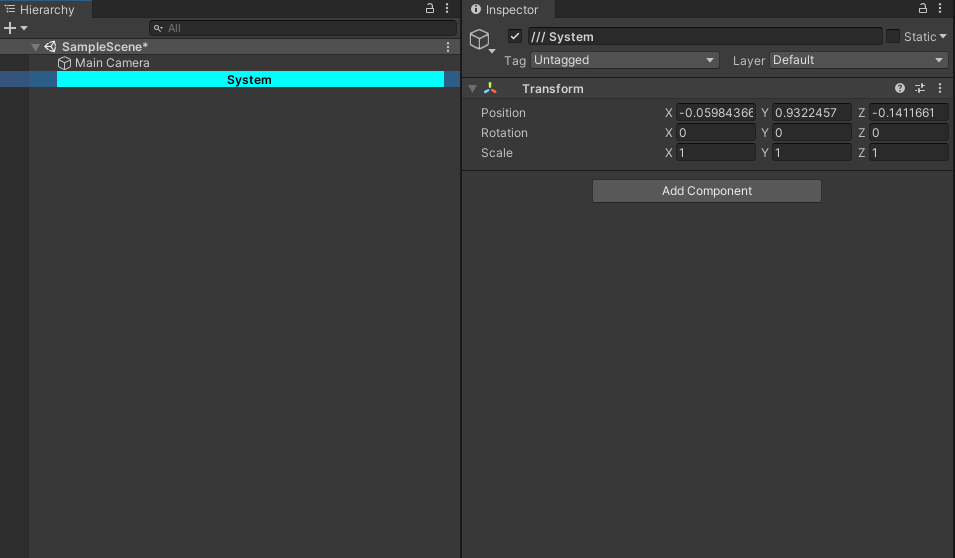 Hierarchy
All
SampleScene*
Main Camera
System
Inspector
/// System
Static
Tag Untagged Layer Default
Transform
Position X -0.05984366 Y 0.9322457 Z -0.1411661
Rotation X 0 Y 0 Z 0
Scale X 1 Y 1 Z 1
Add Component